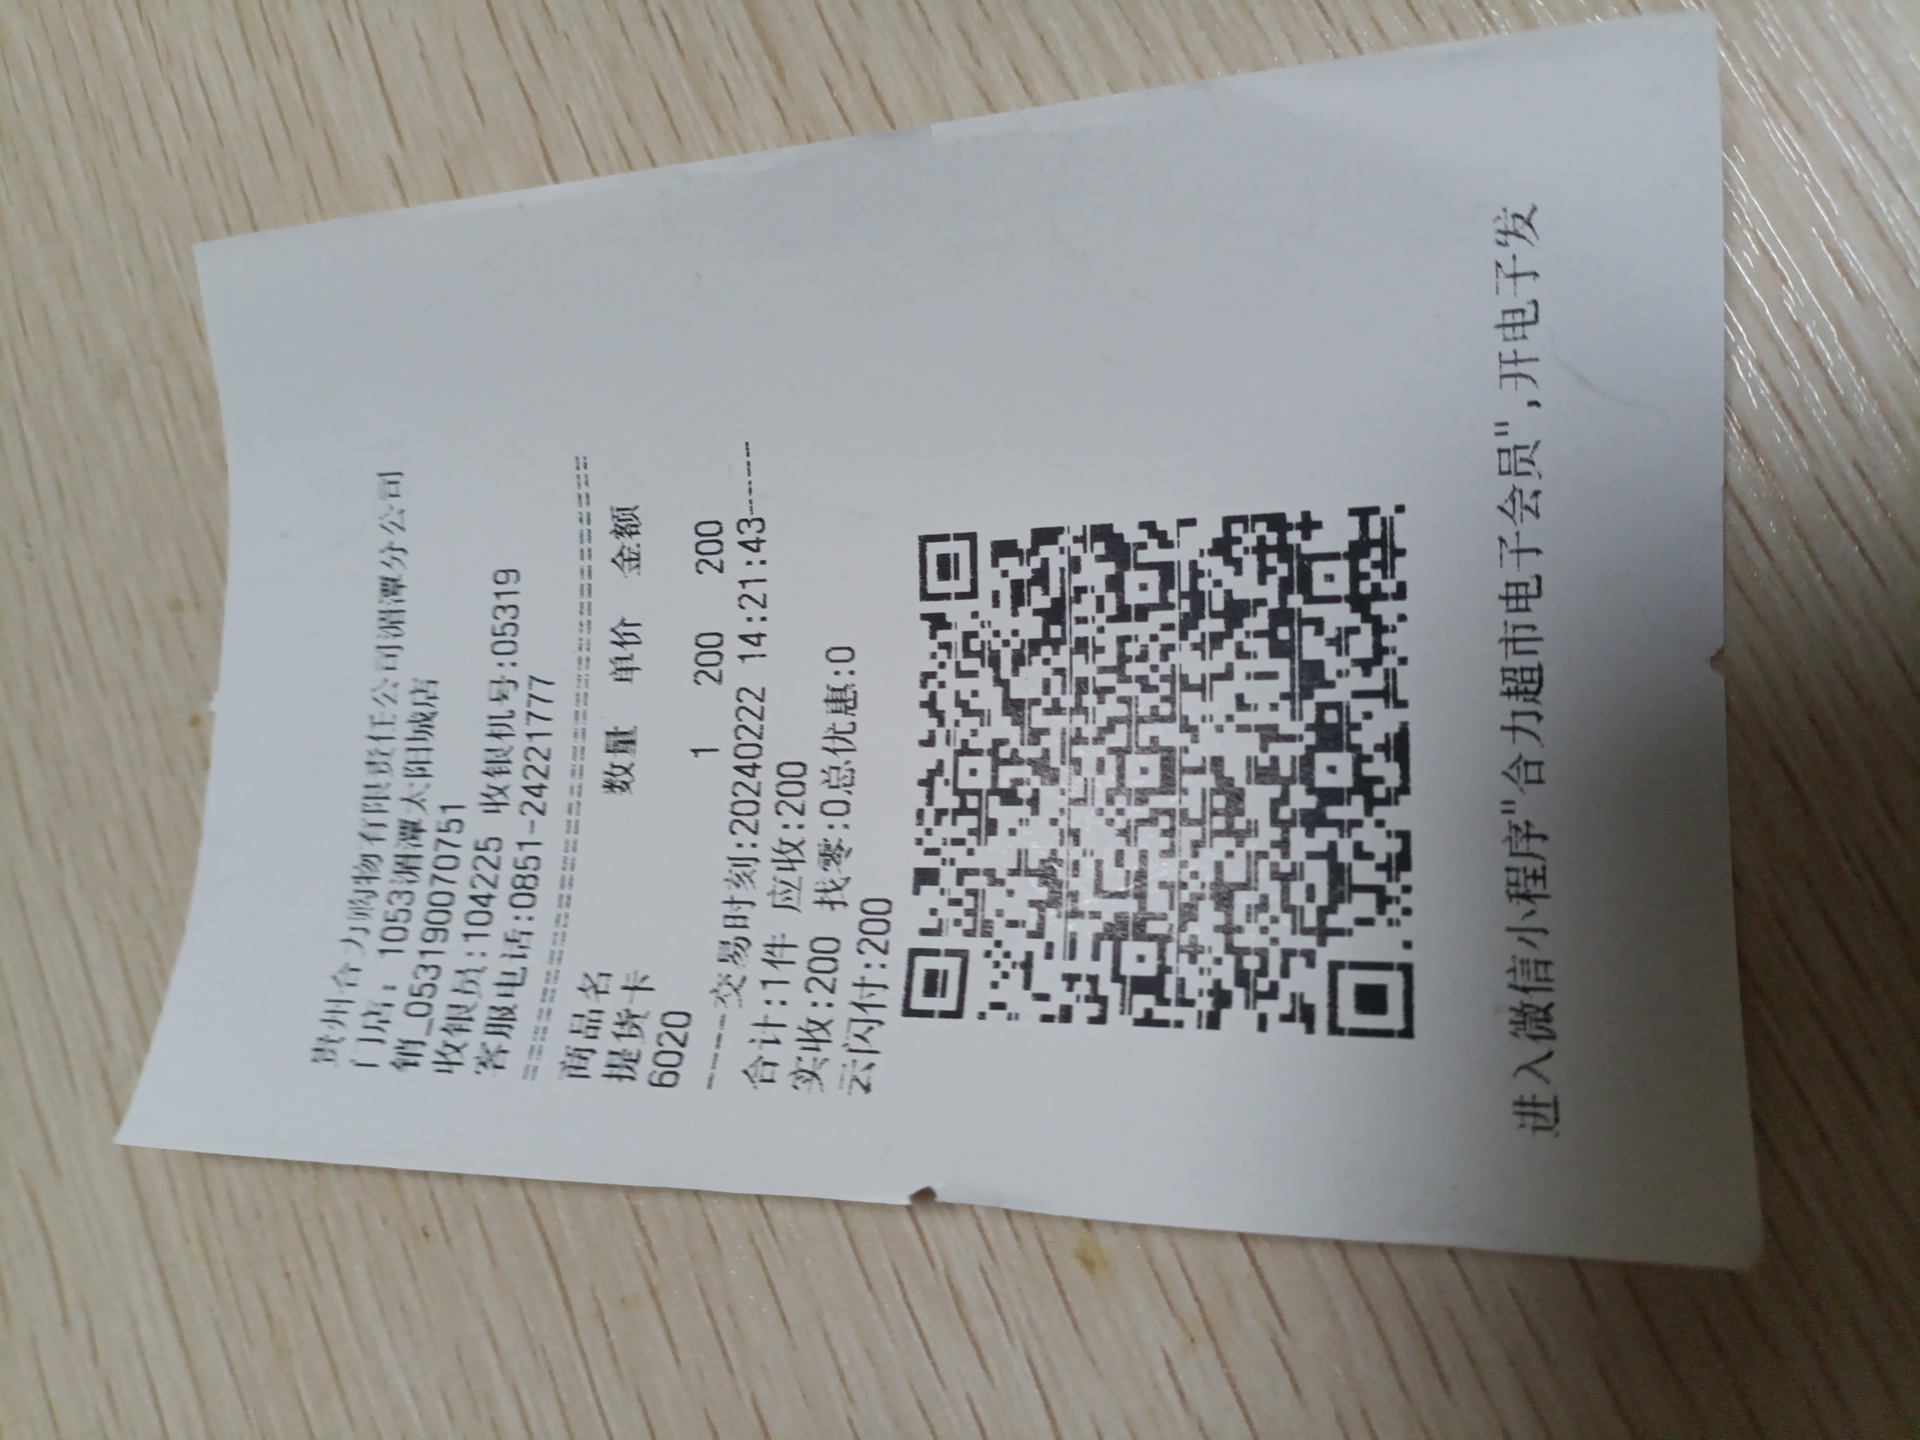 贵州合力购物有限责任公司湄潭分公司
门店: 1053湄潭太阳城店
销_053190070751
收银员:104225 收银机号:05319
客服电话:0851-24221777
商品名 数量 单价 金额
提货卡
6020 1 200 200
-----交易时刻:20240222 14:21:43-----
合计:1件 应收:200
实收:200 找零:0总优惠:0
云闪付:200
进入微信小程序"合力超市电子会员",开电子发